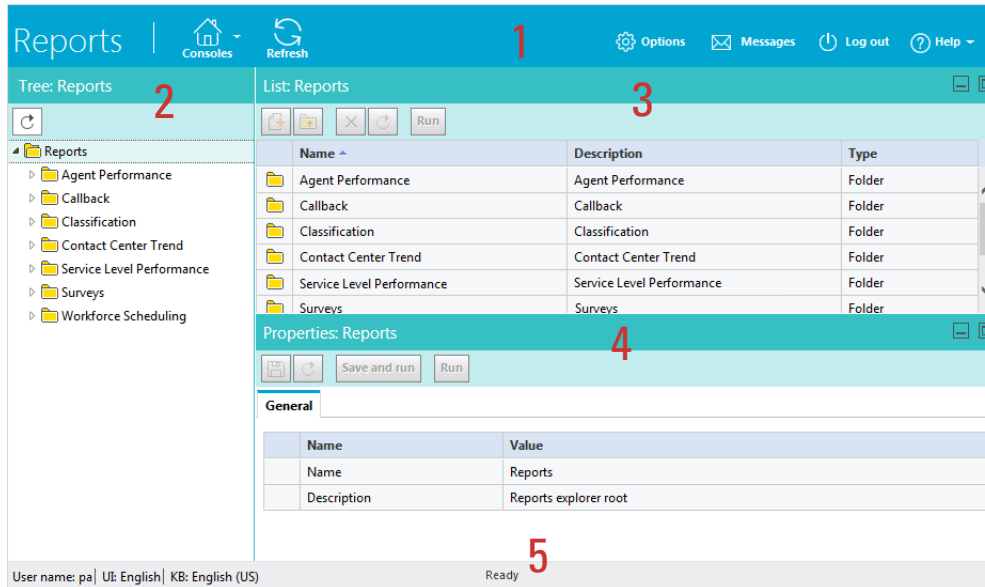 Reports Consoles Refresh 1 Options Messages Log out Help
Tree: Reports 2
Reports
Agent Performance
Callback
Classification
Contact Center Trend
Service Level Performance
Surveys
Workforce Scheduling
List: Reports 3
Run
Name Description Type
Agent Performance Agent Performance Folder
Callback Callback Folder
Classification Classification Folder
Contact Center Trend Contact Center Trend Folder
Service Level Performance Service Level Performance Folder
Surveys Surveys Folder
Properties: Reports 4
Save and run Run
General
Name Value
Name Reports
Description Reports explorer root
5
User name: pa UI: English KB: English (US) Ready